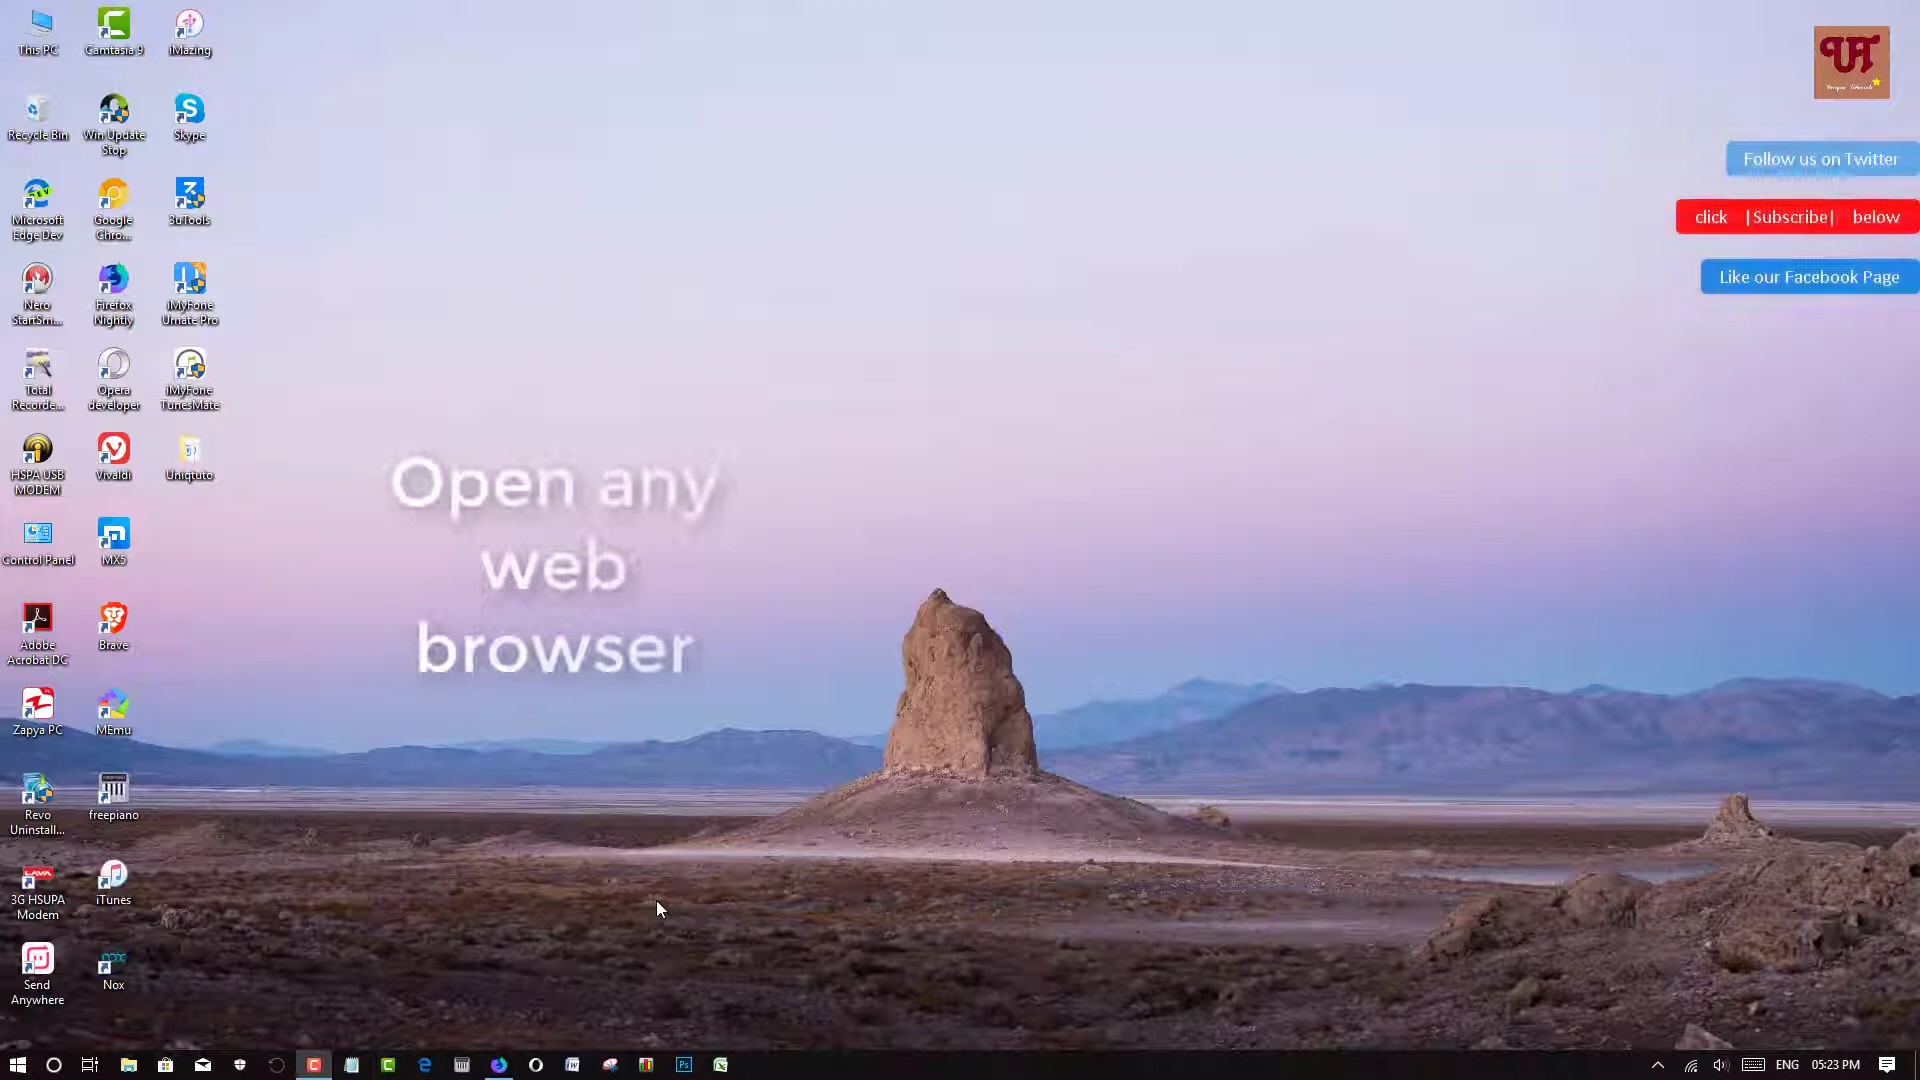 This PC
Camtasia 9
iMazing
Recycle Bin
Win Update
Stop
Skype
Microsoft
Edge Dev
Google
Chro...
3uTools
Nero
StartSm...
Firefox
Nightly
iMyFone
Umate Pro
Total
Recorde...
Opera
developer
iMyFone
TunesMate
HSPA USB
MODEM
Vivaldi
Uniqtuto
Control Panel
MX5
Adobe
Acrobat DC
Brave
Zapya PC
MEmu
Revo
Uninstall...
freepiano
3G HSUPA
Modem
iTunes
Send
Anywhere
Nox
Open any
web
browser
UT
Follow us on Twitter
click |Subscribe| below
Like our Facebook Page
ENG 05:23 PM